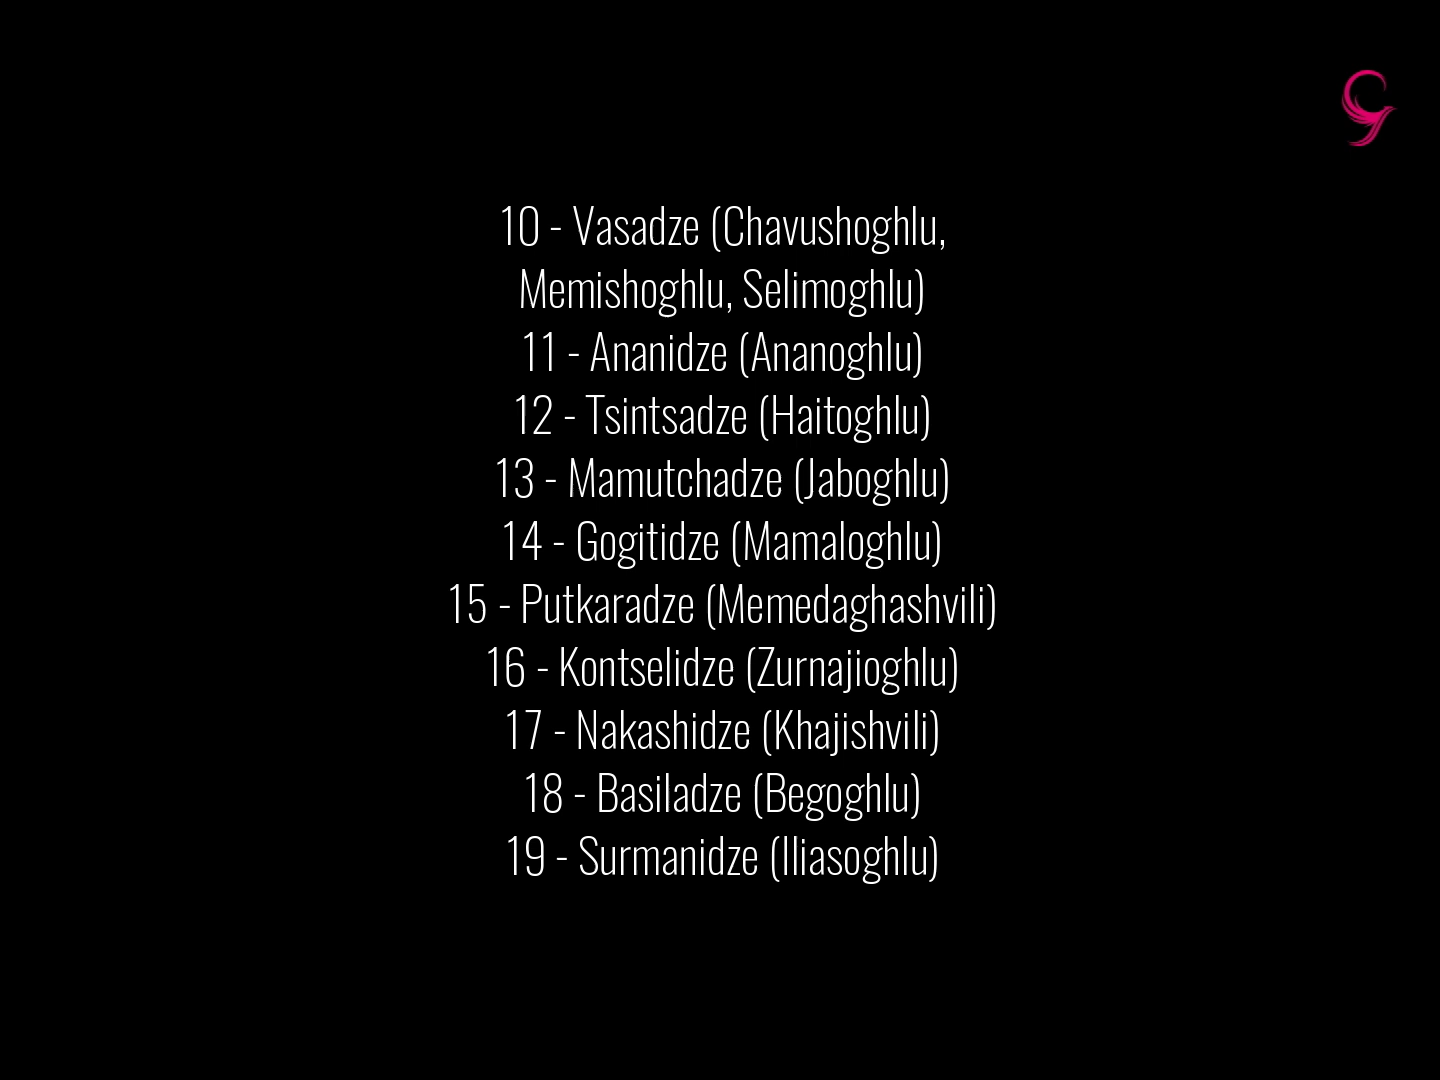 10 - Vasadze (Chavushoghlu,
Memishoghlu, Selimoghlu)
11 - Ananidze (Ananoghlu)
12 - Tsintsadze (Haitoghlu)
13 - Mamutchadze (Jaboghlu)
14 - Gogitidze (Mamaloghlu)
15 - Putkaradze (Memedaghashvili)
16 - Kontselidze (Zurnajioghlu)
17 - Nakashidze (Khajishvili)
18 - Basiladze (Begoghlu)
19 - Surmanidze (Iliasoghlu)